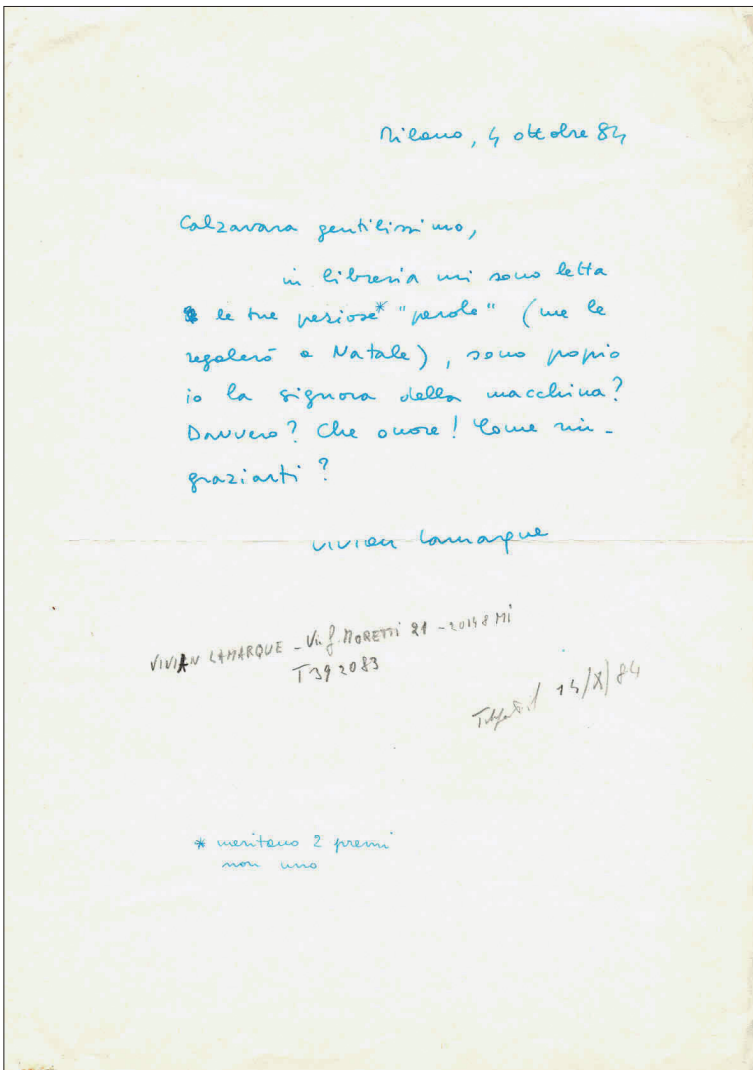 Milano, 4 ottobre 84
Calzavara gentilissimo,
in libreria mi sono letta
le tue preziose* "parole" (me le
regalerò a Natale), sono proprio
io la signora della macchina?
Davvero? Che onore! Come rin-
graziarti?
Vivian Lamarque
VIVIAN LAMARQUE - Via G. MORETTI 21 - 20148 MI
T 392083
14/X/84
* meritano 2 premi
non uno